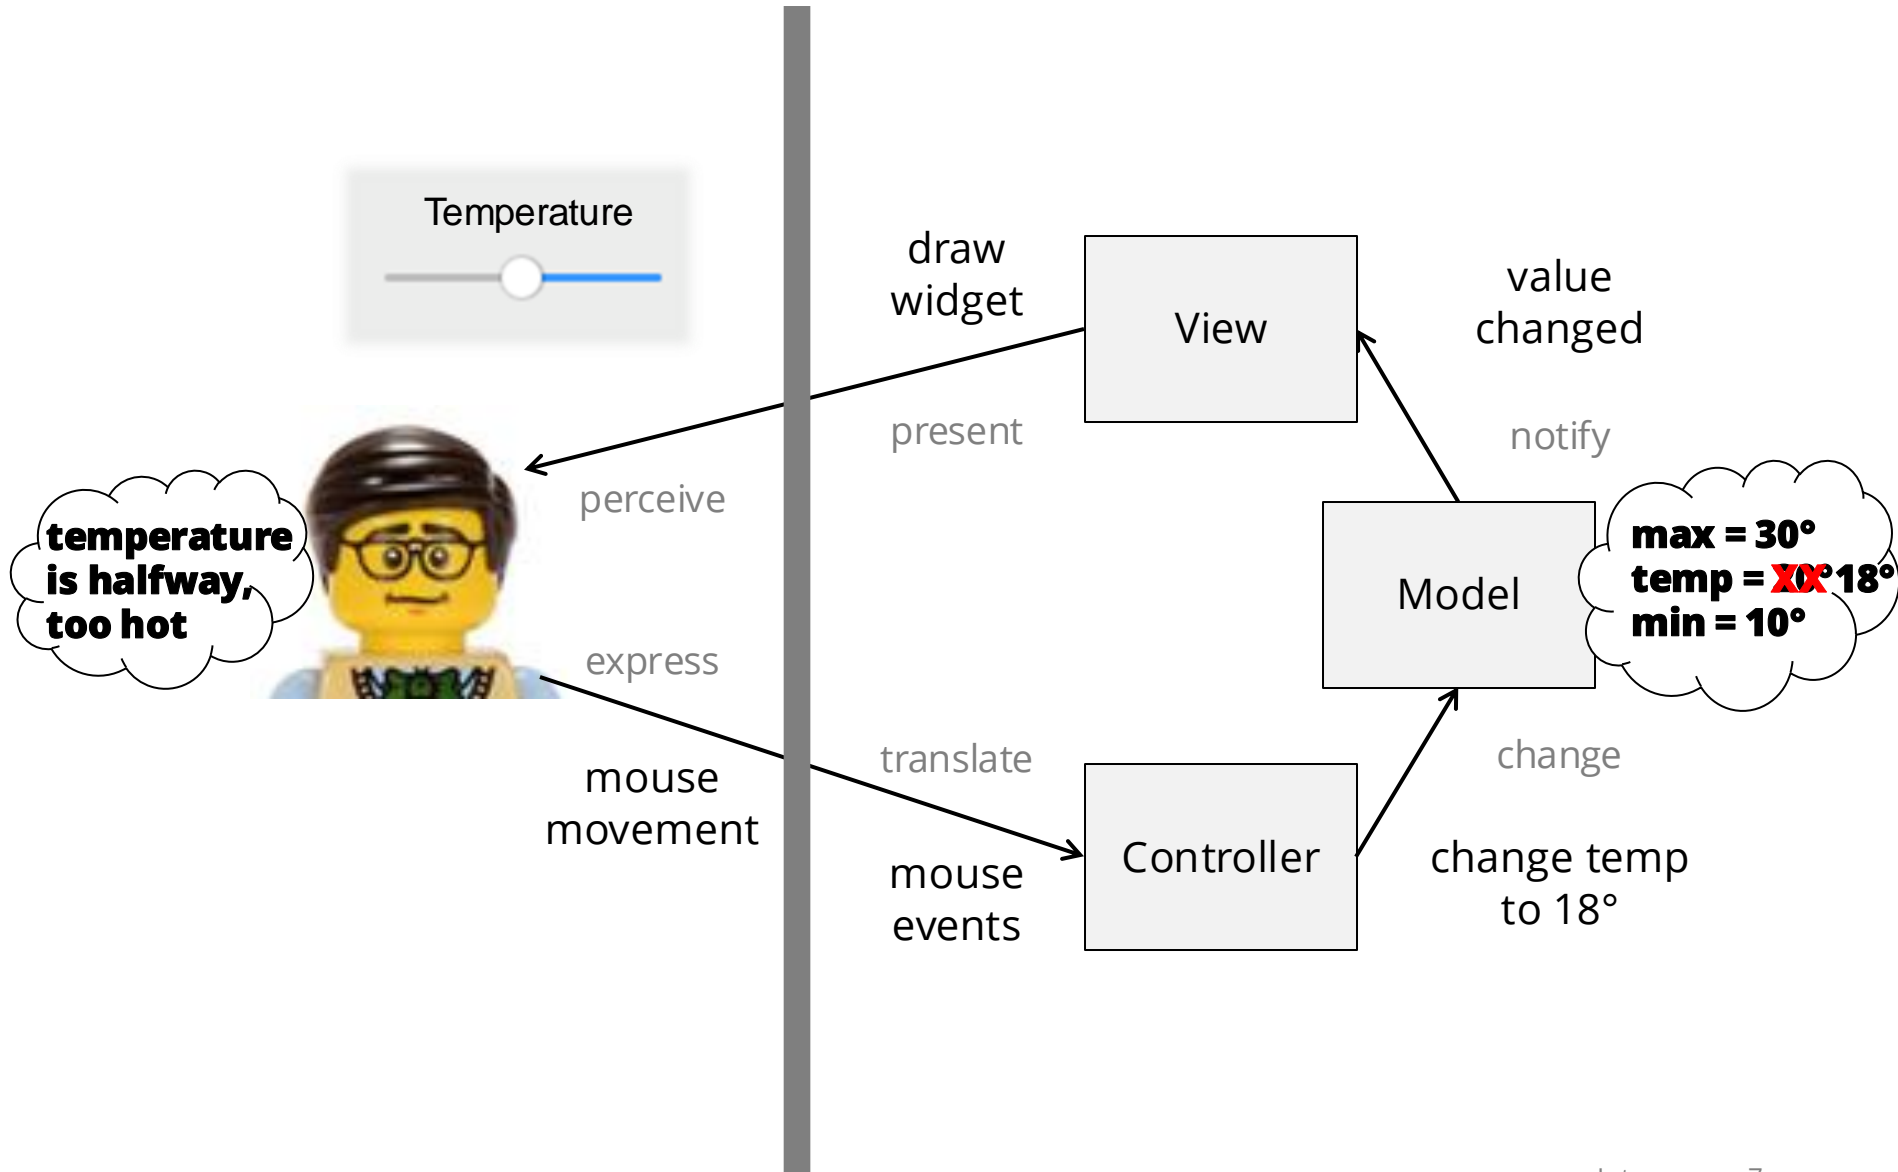 Temperature
draw
widget
View
value
changed
present
notify
perceive
temperature
is halfway,
too hot
Model
max = 30°
temp = XX°18°
min = 10°
express
translate
change
mouse
movement
Controller
change temp
to 18°
mouse
events